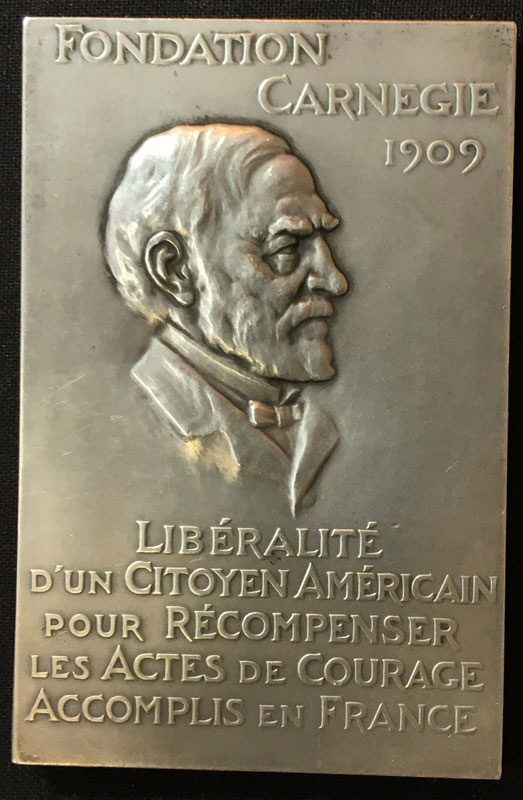 FONDATION
CARNEGIE
1909
LIBÉRALITÉ
D'UN CITOYEN AMÉRICAIN
POUR RÉCOMPENSER
LES ACTES DE COURAGE
ACCOMPLIS EN FRANCE